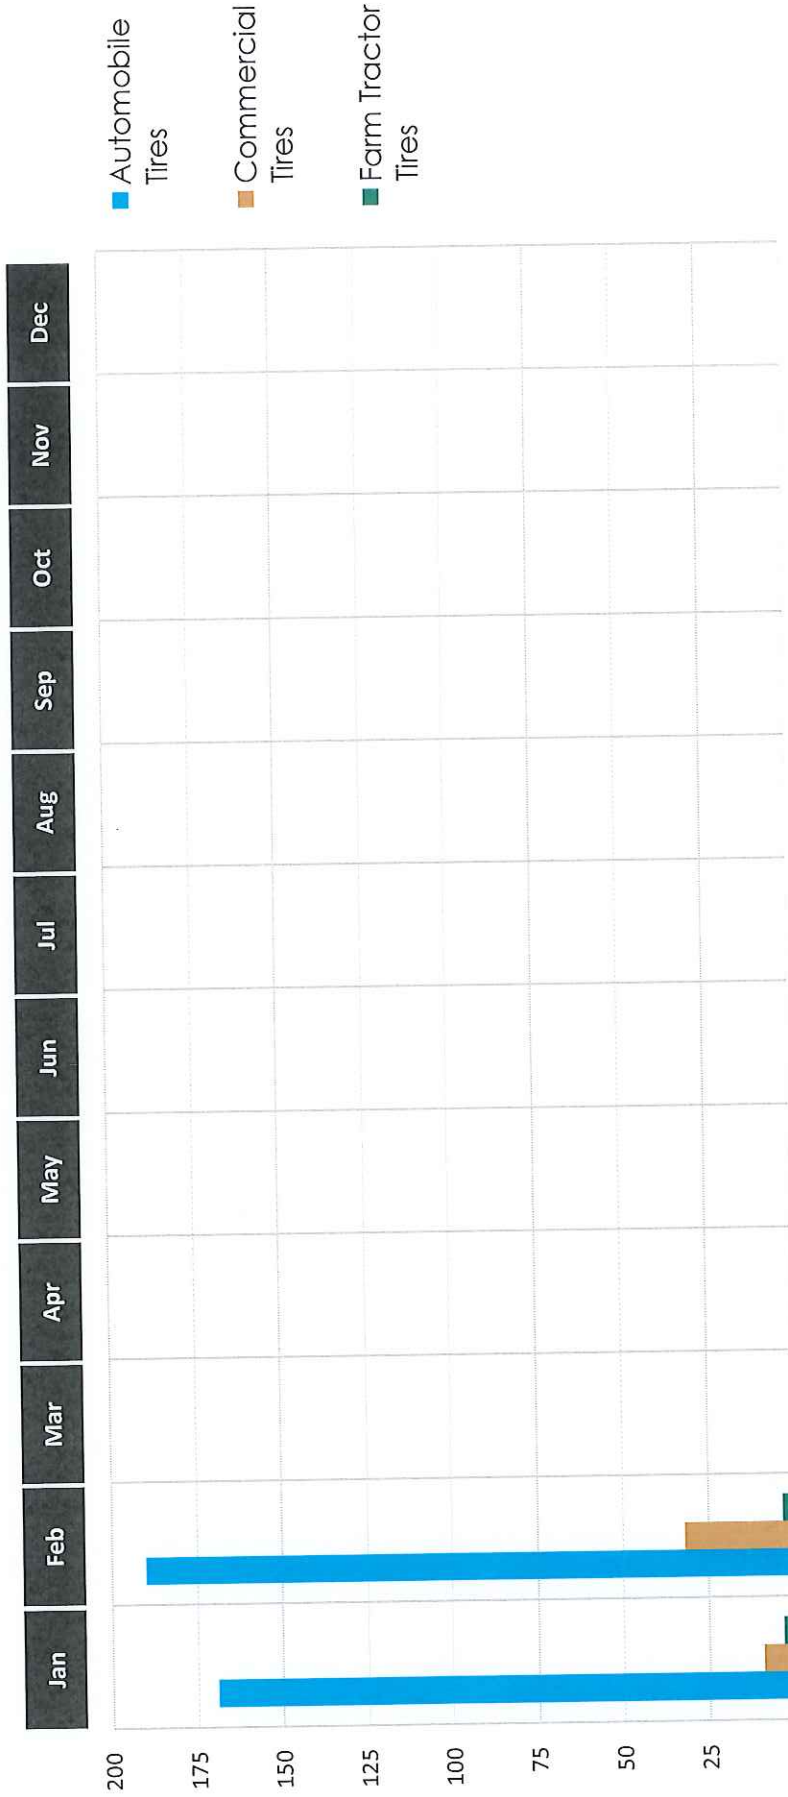 Jan
Feb
Mar
Apr
May
Jun
Jul
Aug
Sep
Oct
Nov
Dec
200
175
150
125
100
75
50
25
Automobile
Tires
Commercial
Tires
Farm Tractor
Tires